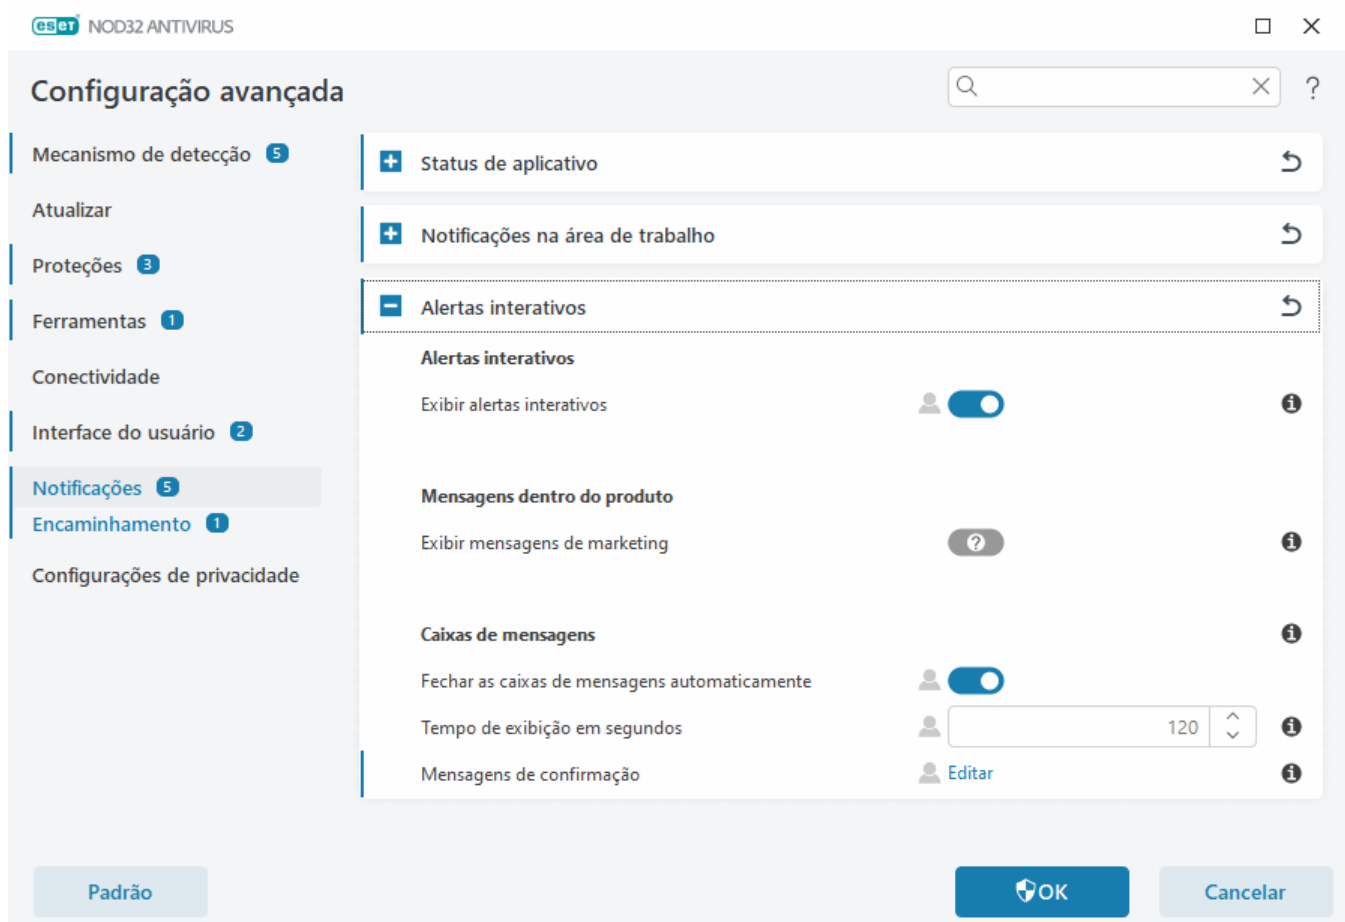 eset NOD32 ANTIVIRUS
Configuração avançada
?
Mecanismo de detecção 5
Atualizar
Proteções 3
Ferramentas 1
Conectividade
Interface do usuário 2
Notificações 5
Encaminhamento 1
Configurações de privacidade
Status de aplicativo
Notificações na área de trabalho
Alertas interativos
Alertas interativos
Exibir alertas interativos
Mensagens dentro do produto
Exibir mensagens de marketing ?
Caixas de mensagens
Fechar as caixas de mensagens automaticamente
Tempo de exibição em segundos 120
Mensagens de confirmação Editar
Padrão
OK
Cancelar